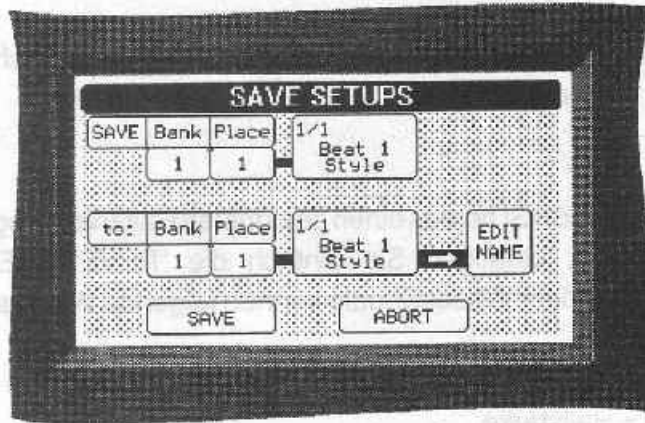 SAVE SETUPS
SAVE Bank Place 1/1
Beat 1
1 1 Style
to: Bank Place 1/1 EDIT
Beat 1 NAME
1 1 Style
SAVE ABORT